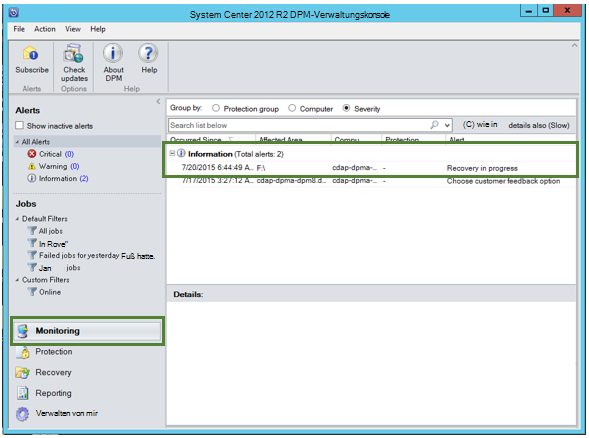 System Center 2012 R2 DPM-Verwaltungskonsole
File Action View Help
Subscribe Check updates About DPM Help
Alerts Options Help
Alerts
Show inactive alerts
All Alerts
Critical (0)
Warning (0)
Information (2)
Jobs
Default Filters
All jobs
In Rove"
Failed jobs for yesterday Fuß hatte.
Jan jobs
Custom Filters
Online
Monitoring
Protection
Recovery
Reporting
Verwalten von mir
Group by: Protection group Computer Severity
Search list below (C) wie in details also (Slow)
Occurred Since Affected Area Compu... Protection Alert
Information (Total alerts: 2)
7/20/2015 6:44:49 A... F:\ cdap-dpma-... - Recovery in progress
7/17/2015 3:27:12 A... cdap-dpma-dpm8.d... cdap-dpma-... - Choose customer feedback option
Details: